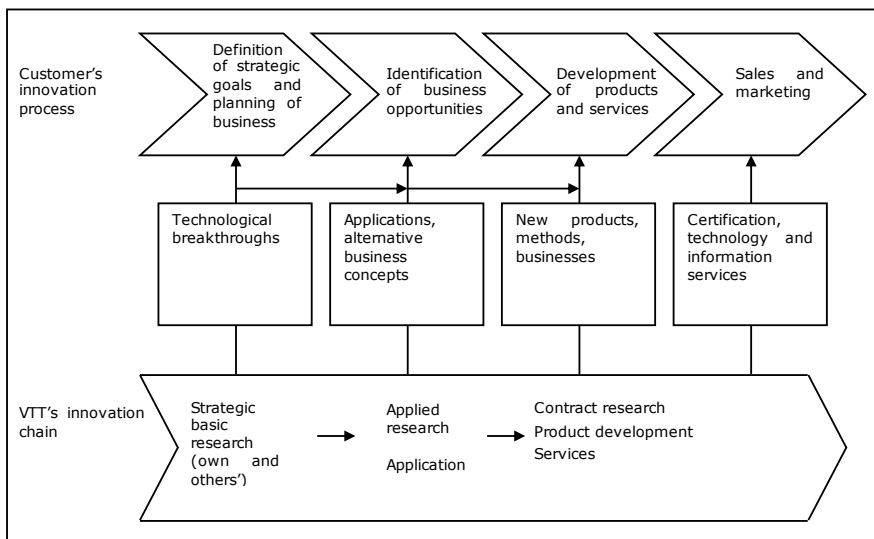 Customer's
innovation
process
Definition
of strategic
goals and
planning of
business
Identification
of business
opportunities
Development
of products
and services
Sales and
marketing
Technological
breakthroughs
Applications,
alternative
business
concepts
New products,
methods,
businesses
Certification,
technology and
information
services
VTT's innovation
chain
Strategic
basic
research
(own and
others')
Applied
research
Application
Contract research
Product development
Services